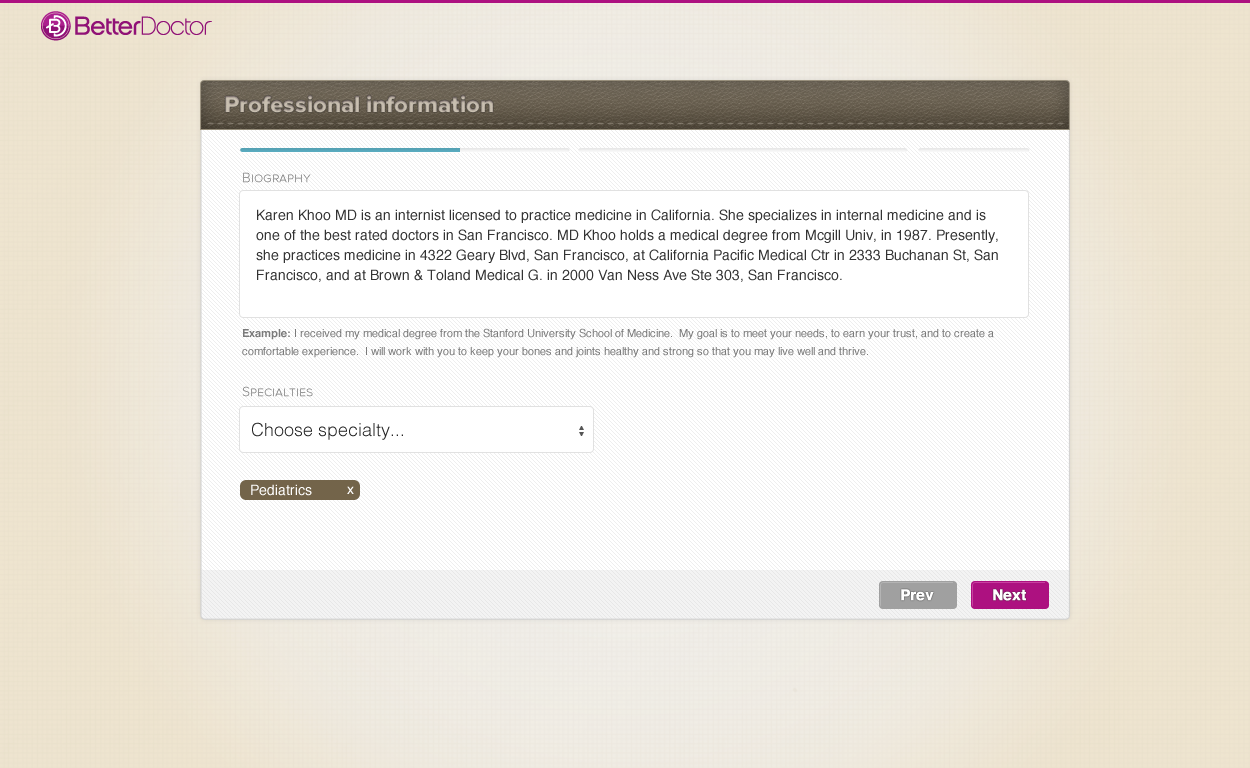 BetterDoctor
Professional information
Biography
Karen Khoo MD is an internist licensed to practice medicine in California. She specializes in internal medicine and is
one of the best rated doctors in San Francisco. MD Khoo holds a medical degree from Mcgill Univ, in 1987. Presently,
she practices medicine in 4322 Geary Blvd, San Francisco, at California Pacific Medical Ctr in 2333 Buchanan St, San
Francisco, and at Brown & Toland Medical G. in 2000 Van Ness Ave Ste 303, San Francisco.
Example: I received my medical degree from the Stanford University School of Medicine.  My goal is to meet your needs, to earn your trust, and to create a
comfortable experience.  I will work with you to keep your bones and joints healthy and strong so that you may live well and thrive.
Specialties
Choose specialty...
Pediatrics x
Prev Next